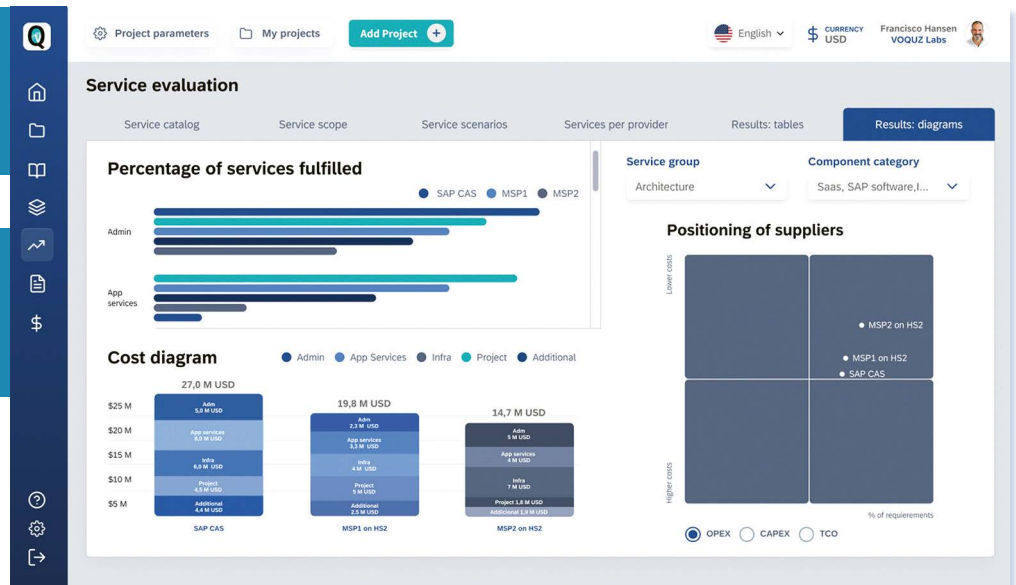 Q
Project parameters
My projects
Add Project
English
$
CURRENCY
USD
Francisco Hansen
VOQUZ Labs
Service evaluation
Service catalog
Service scope
Service scenarios
Services per provider
Results: tables
Results: diagrams
Percentage of services fulfilled
SAP CAS
MSP1
MSP2
Admin
App
services
Service group
Architecture
Component category
Saas, SAP software,I...
Positioning of suppliers
Lower costs
Higher costs
MSP2 on HS2
MSP1 on HS2
SAP CAS
% of requierements
OPEX
CAPEX
TCO
Cost diagram
Admin
App Services
Infra
Project
Additional
$25 M
$20 M
$15 M
$10 M
$5 M
27,0 M USD
Adm
5,0 M USD
App services
Infra
6,0 M USD
Project
4,5 M USD
Additional
4,4 M USD
SAP CAS
19,8 M USD
Adm
2,3 M USD
App services
3,3 M USD
Infra
4 M USD
Project
5 M USD
Additional
2.5 M USD
MSP1 on HS2
14,7 M USD
Adm
5 M USD
App services
4 M USD
Infra
7 M USD
Project 1,8 M USD
Addicional 1,9 M USD
MSP2 on HS2
$
?